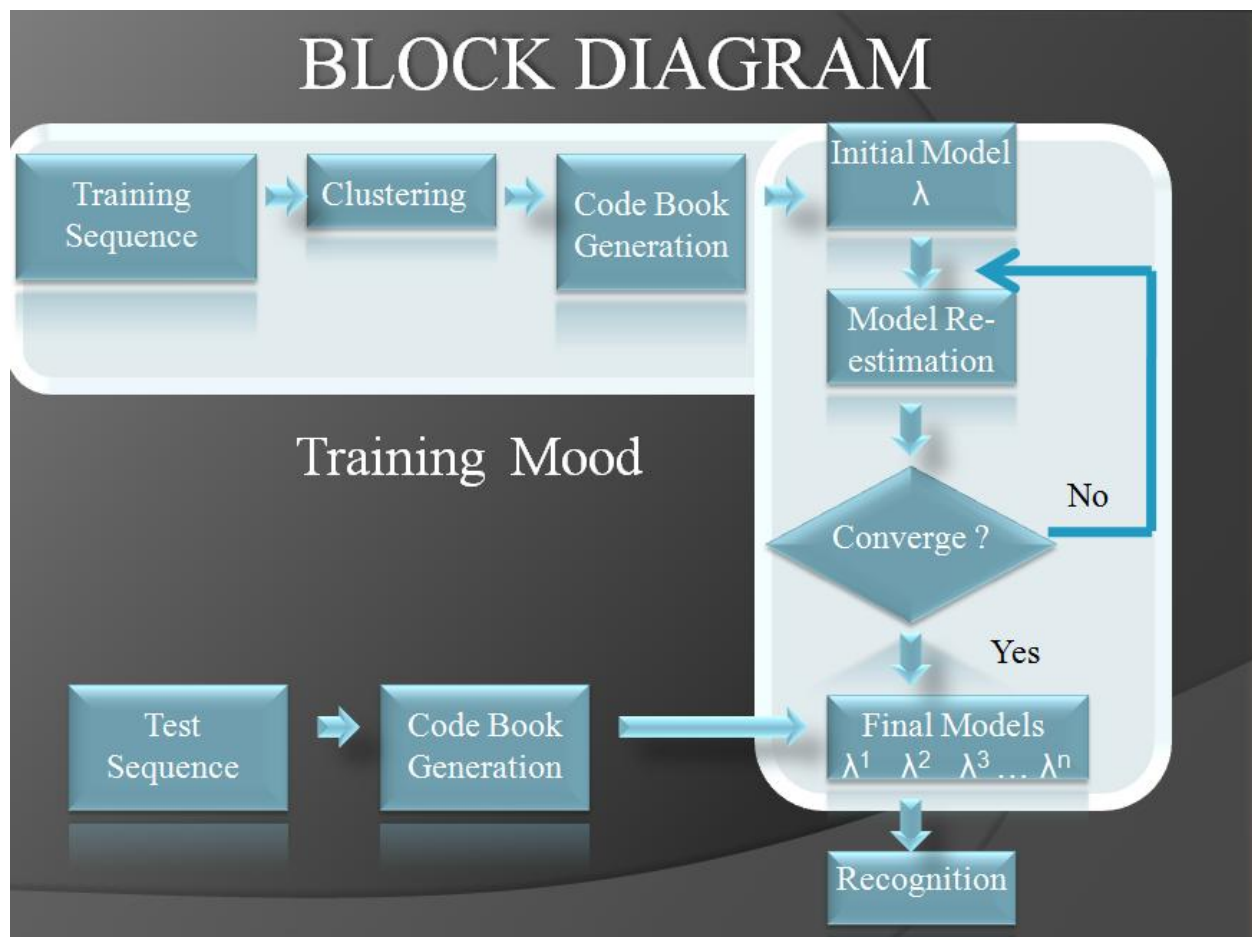 BLOCK DIAGRAM
Training
Sequence
Clustering
Code Book
Generation
Initial Model
λ
Model Re-
estimation
Training Mood
Converge ?
No
Yes
Test
Sequence
Code Book
Generation
Final Models
λ¹ λ² λ³ ... λⁿ
Recognition